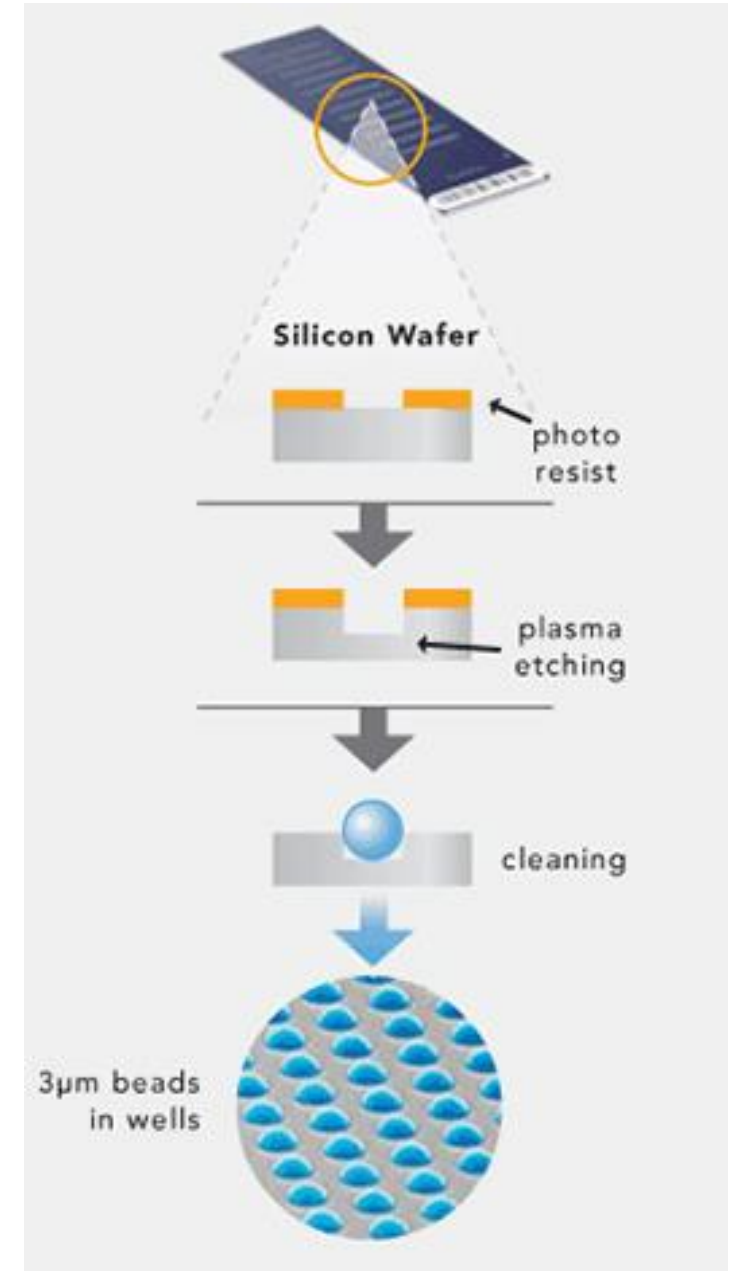 Silicon Wafer
photo
resist
plasma
etching
cleaning
3μm beads
in wells